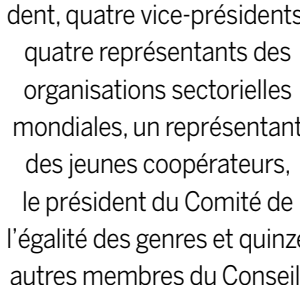 dent, quatre vice-présidents
quatre représentants des
organisations sectorielles
mondiales, un représentant
des jeunes coopérateurs,
le président du Comité de
l'égalité des genres et quinze
autres membres du Conseil